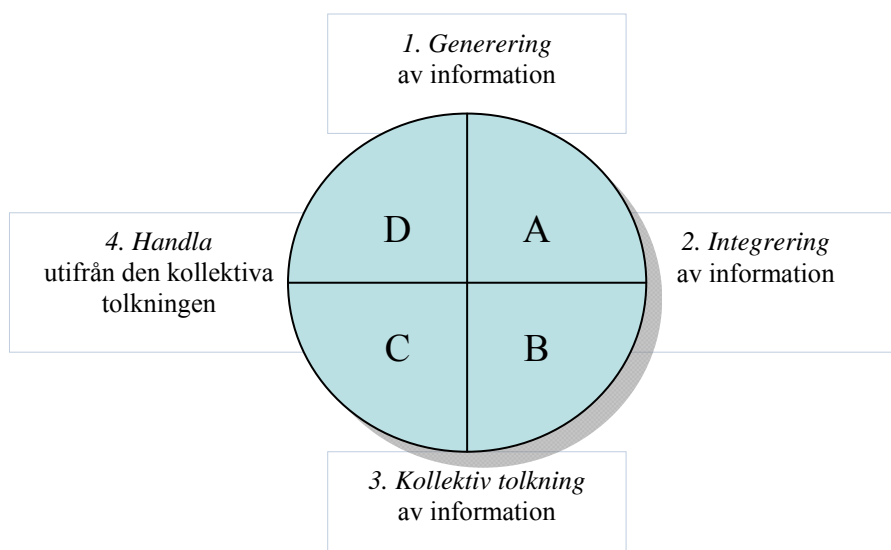 1. Generering
av information
D
A
4. Handla
utifrån den kollektiva
tolkningen
2. Integrering
av information
C
B
3. Kollektiv tolkning
av information